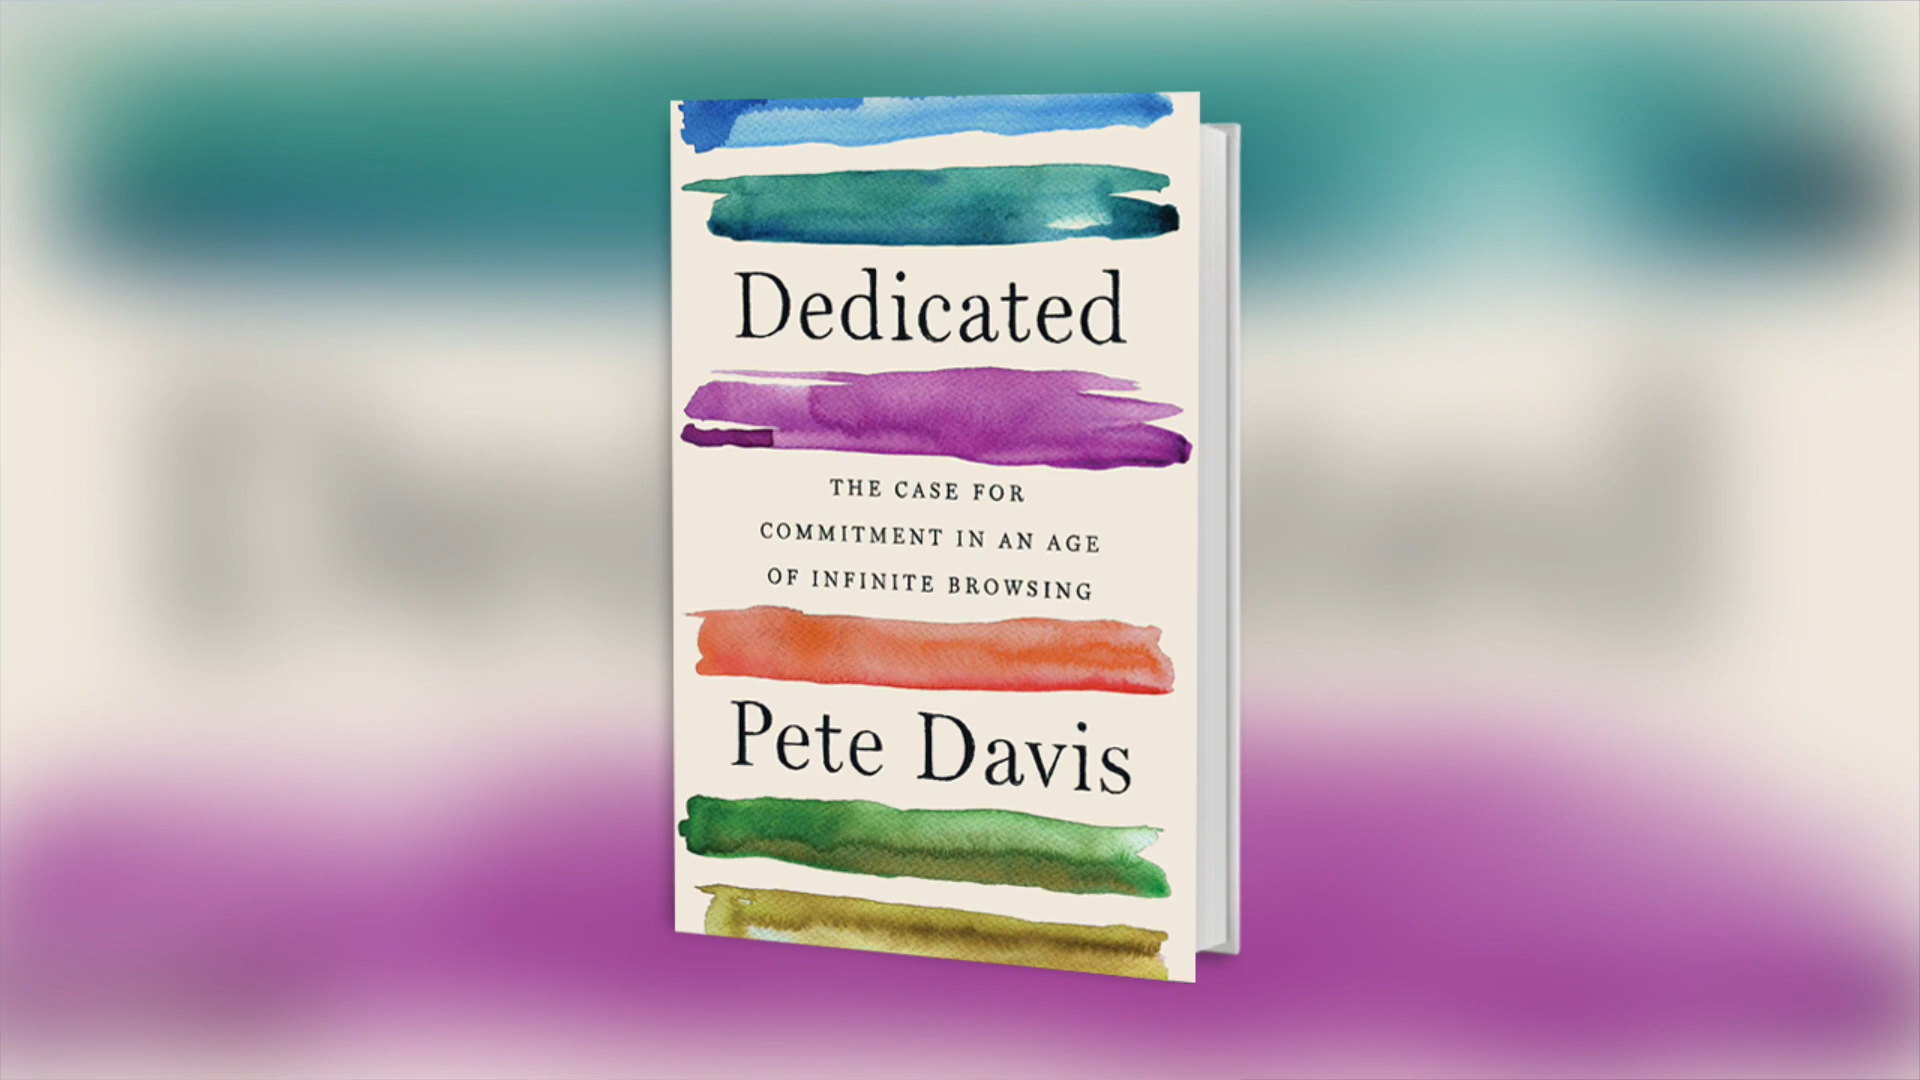 Dedicated
THE CASE FOR
COMMITMENT IN AN AGE
OF INFINITE BROWSING
Pete Davis